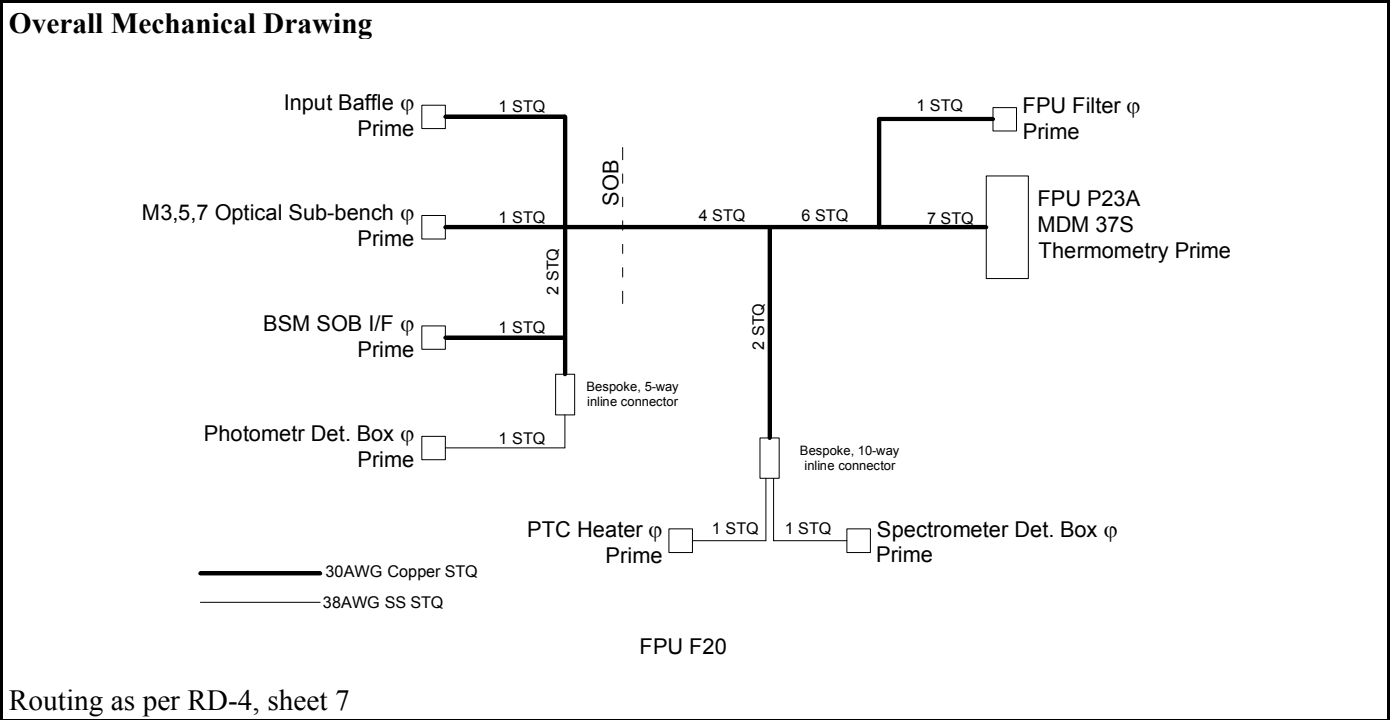 Overall Mechanical Drawing
Input Baffle φ
Prime
1 STQ
1 STQ
FPU Filter φ
Prime
SOB
M3,5,7 Optical Sub-bench φ
Prime
1 STQ
4 STQ
6 STQ
7 STQ
FPU P23A
MDM 37S
Thermometry Prime
2 STQ
BSM SOB I/F φ
Prime
1 STQ
2 STQ
Bespoke, 5-way
inline connector
Photometr Det. Box φ
Prime
1 STQ
Bespoke, 10-way
inline connector
PTC Heater φ
Prime
1 STQ
1 STQ
Spectrometer Det. Box φ
Prime
30AWG Copper STQ
38AWG SS STQ
FPU F20
Routing as per RD-4, sheet 7